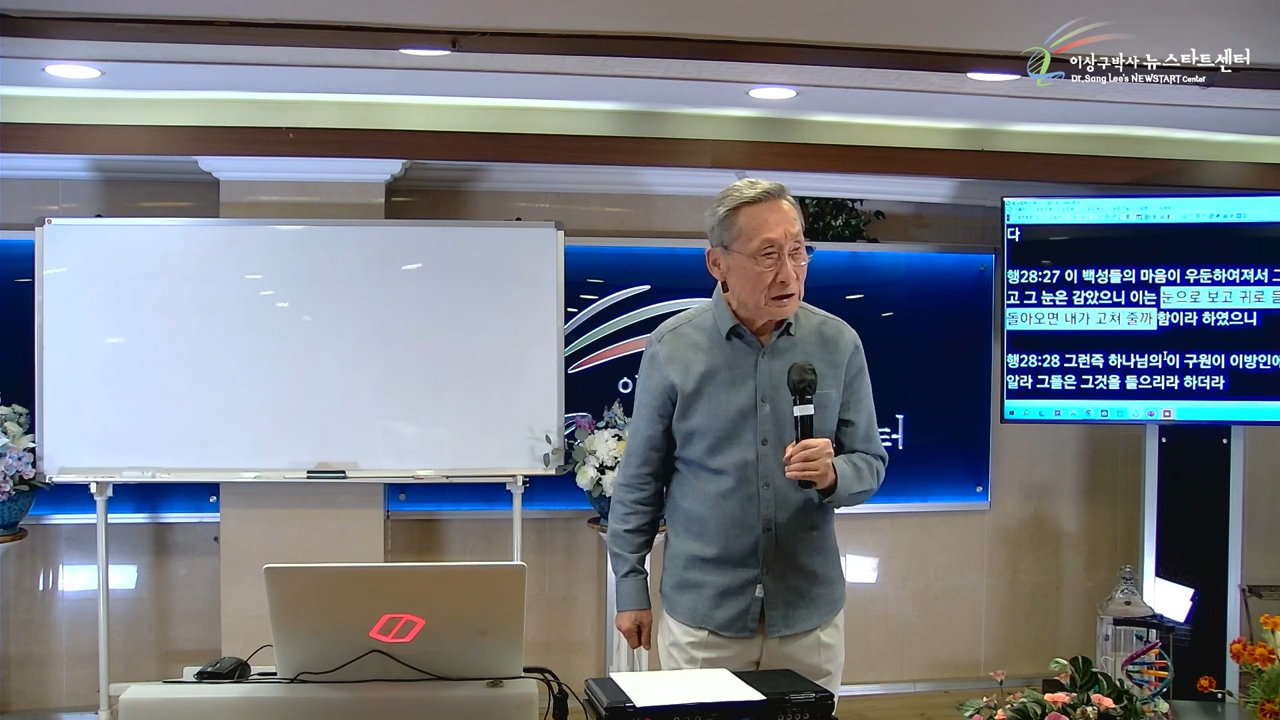 이상구박사 뉴스타트센터
Dr. Sang Lee's NEWSTART Center
다
행28:27 이 백성들의 마음이 우둔하여져서 그
고 그 눈은 감았으니 이는 눈으로 보고 귀로 듣
돌아오면 내가 고쳐 줄까 함이라 하였으니
행28:28 그런즉 하나님의 이 구원이 이방인에
알라 그들은 그것을 들으리라 하더라